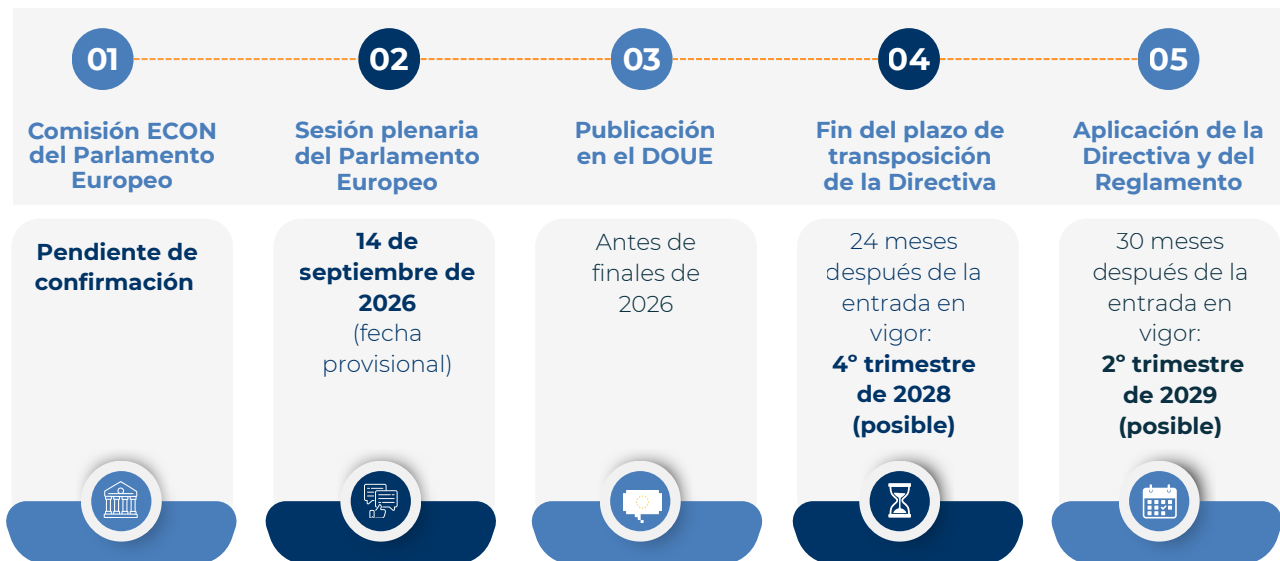 01
02
03
04
05
Comisión ECON
del Parlamento
Europeo
Sesión plenaria
del Parlamento
Europeo
Publicación
en el DOUE
Fin del plazo de
transposición
de la Directiva
Aplicación de la
Directiva y del
Reglamento
Pendiente de
confirmación
14 de
septiembre de
2026
(fecha
provisional)
Antes de
finales de
2026
24 meses
después de la
entrada en
vigor:
4º trimestre
de 2028
(posible)
30 meses
después de la
entrada en
vigor:
2º trimestre
de 2029
(posible)